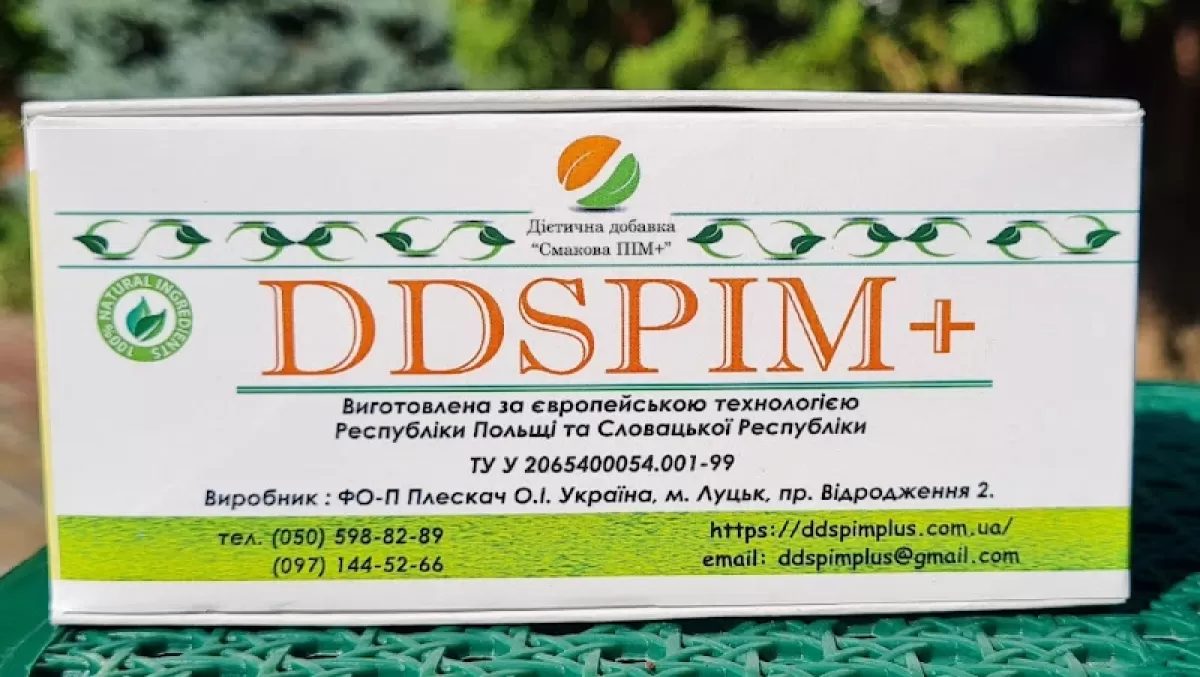 Дієтична добавка
“Смакова ПІМ+”
100% NATURAL INGREDIENTS
DDSPIM+
Виготовлена за європейською технологією
Республіки Польщі та Словацької Республіки
ТУ У 2065400054.001-99
Виробник : ФО-П Плескач О.І. Україна, м. Луцьк, пр. Відродження 2.
тел. (050) 598-82-89
(097) 144-52-66
https://ddspimplus.com.ua/
email: ddspimplus@gmail.com